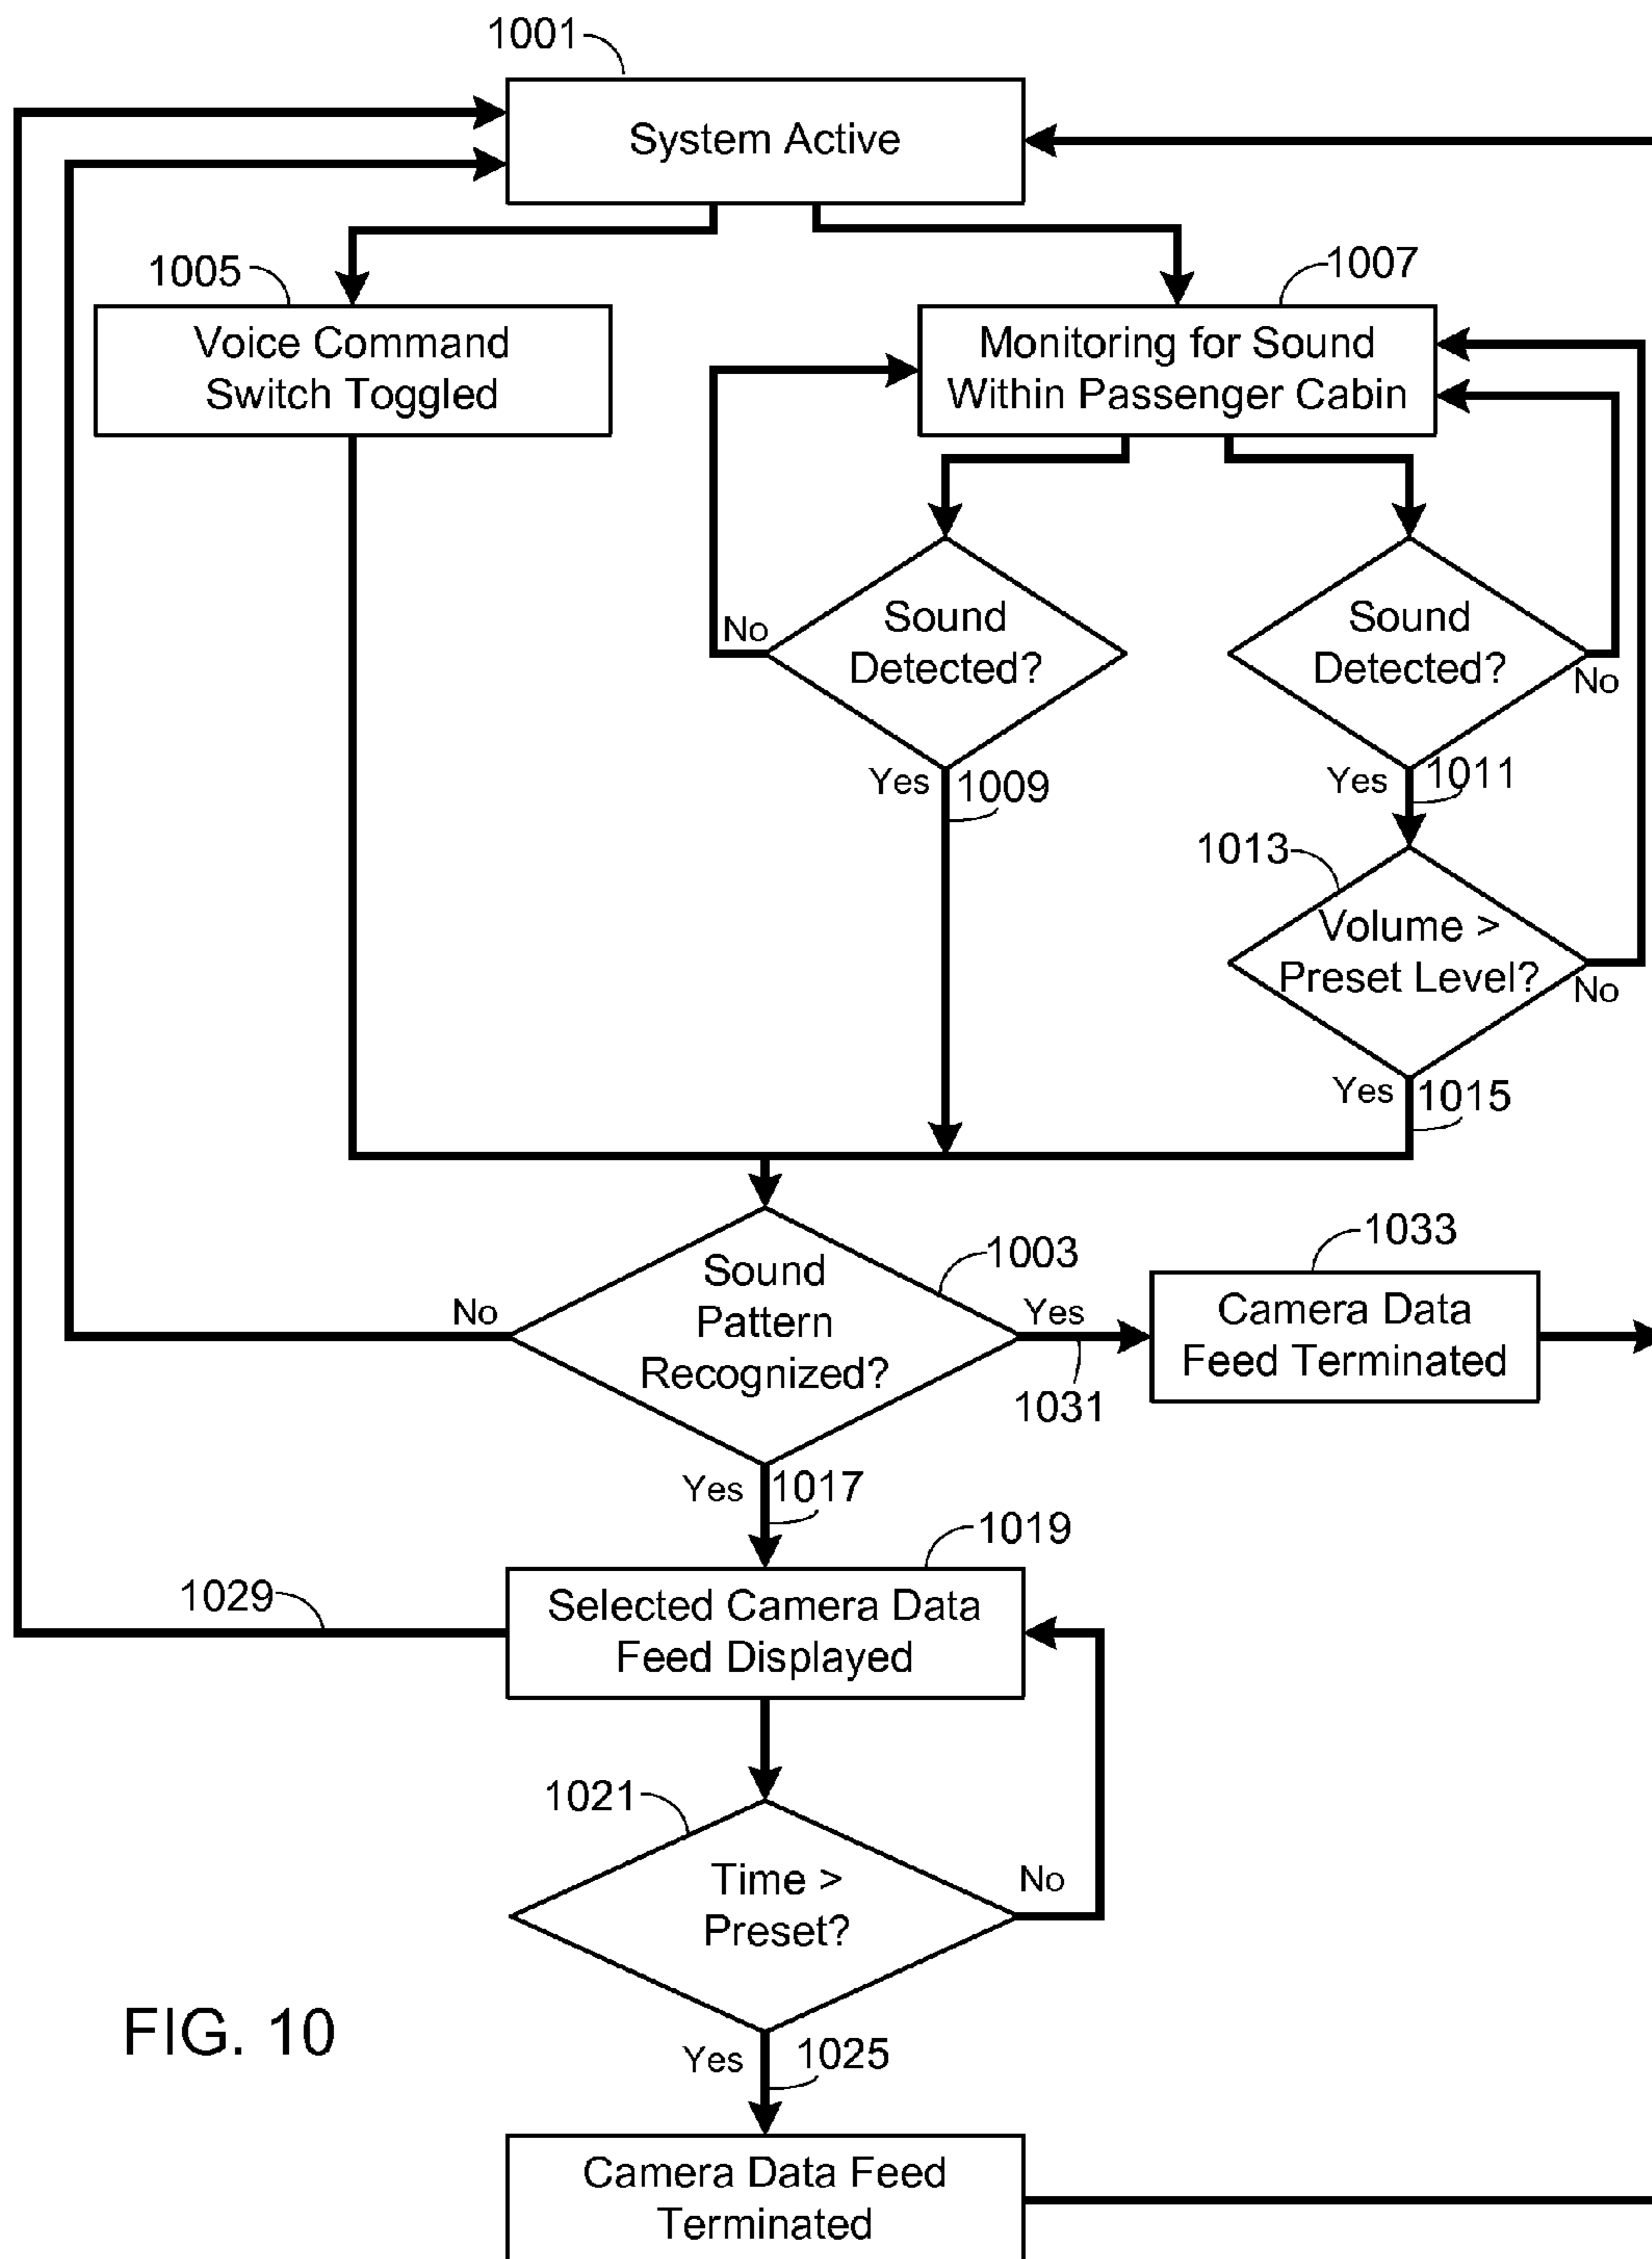 1001
System Active
1005
1007
Voice Command
Switch Toggled
Monitoring for Sound
Within Passenger Cabin
No
Sound
Detected?
Sound
Detected?
No
Yes
1009
Yes
1011
1013
Volume >
Preset Level?
No
Yes
1015
1003
1033
No
Sound
Pattern
Recognized?
Yes
1031
Camera Data
Feed Terminated
Yes
1017
1019
1029
Selected Camera Data
Feed Displayed
1021
Time >
Preset?
No
FIG. 10
Yes
1025
Camera Data Feed
Terminated